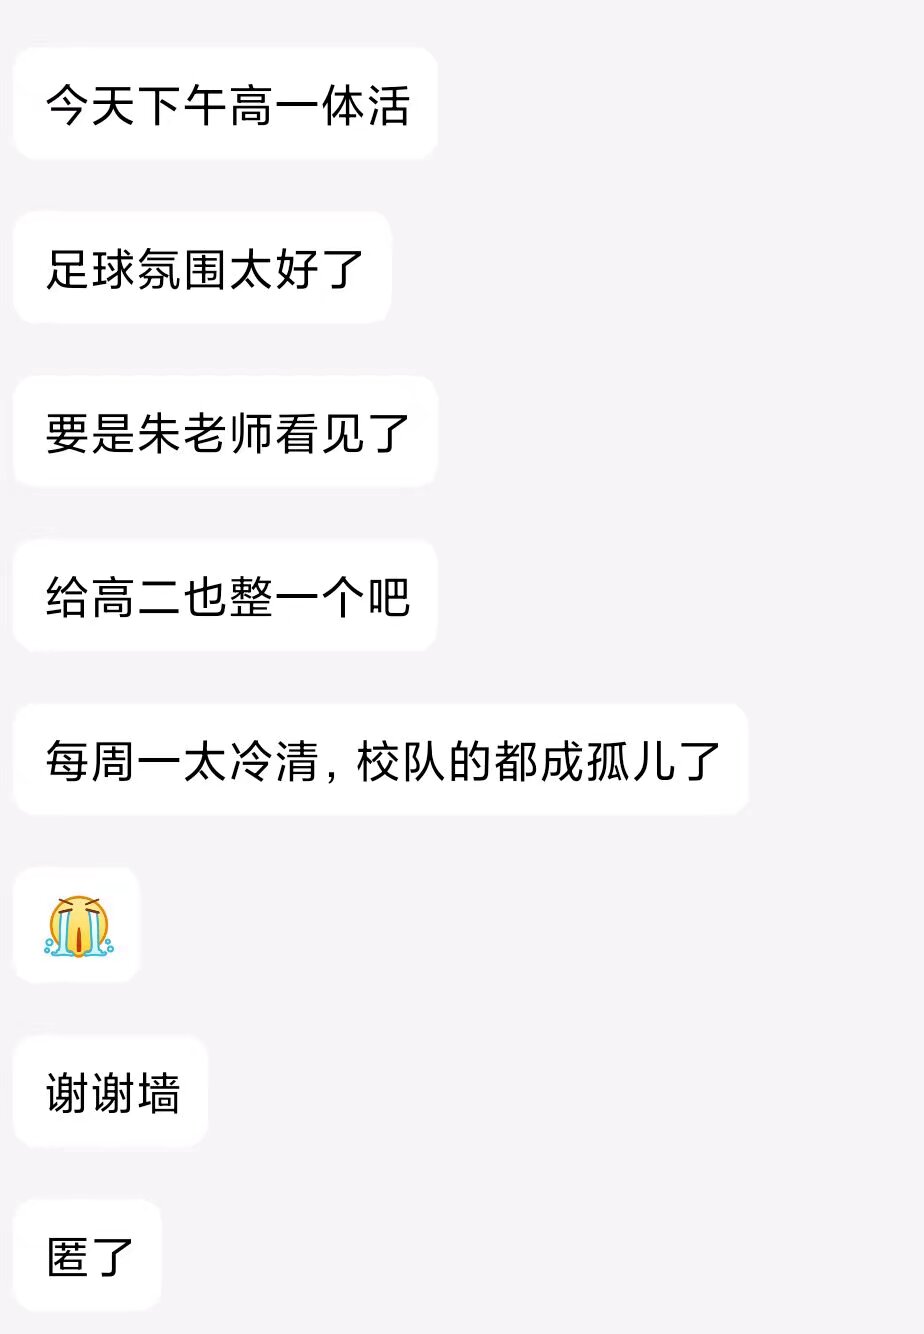 今天下午高一体活
足球氛围太好了
要是朱老师看见了
给高二也整一个吧
每周一太冷清，校队的都成孤儿了
谢谢墙
匿了